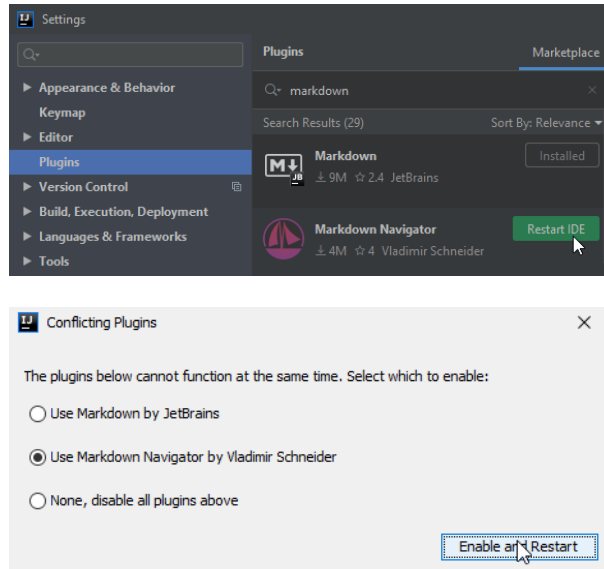 Settings
Plugins
Marketplace
Appearance & Behavior
Keymap
Editor
Plugins
Version Control
Build, Execution, Deployment
Languages & Frameworks
Tools
markdown
Search Results (29)
Sort By: Relevance
Markdown
Installed
9M 2.4 JetBrains
Markdown Navigator
Restart IDE
4M 4 Vladimir Schneider
Conflicting Plugins
The plugins below cannot function at the same time. Select which to enable:
Use Markdown by JetBrains
Use Markdown Navigator by Vladimir Schneider
None, disable all plugins above
Enable and Restart